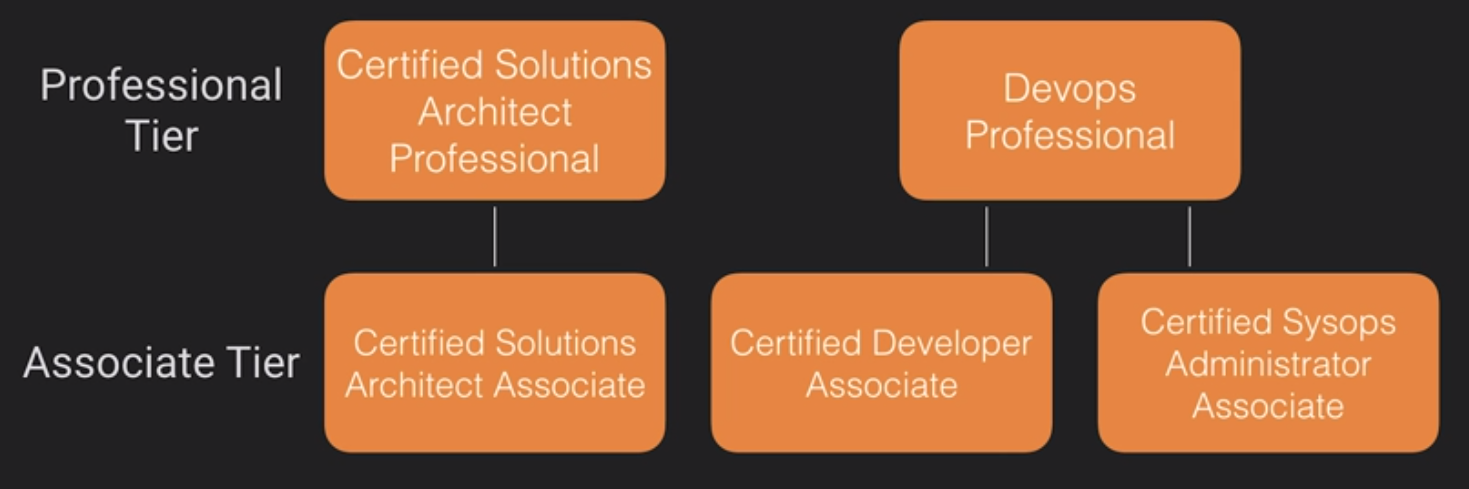 Professional
Tier
Certified Solutions
Architect
Professional
Devops
Professional
Associate Tier
Certified Solutions
Architect Associate
Certified Developer
Associate
Certified Sysops
Administrator
Associate